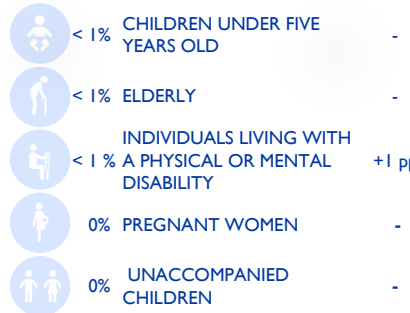 < 1% CHILDREN UNDER FIVE
YEARS OLD -
< 1% ELDERLY -
INDIVIDUALS LIVING WITH
< 1 % A PHYSICAL OR MENTAL +1 pp
DISABILITY
0% PREGNANT WOMEN -
0% UNACCOMPANIED
CHILDREN -